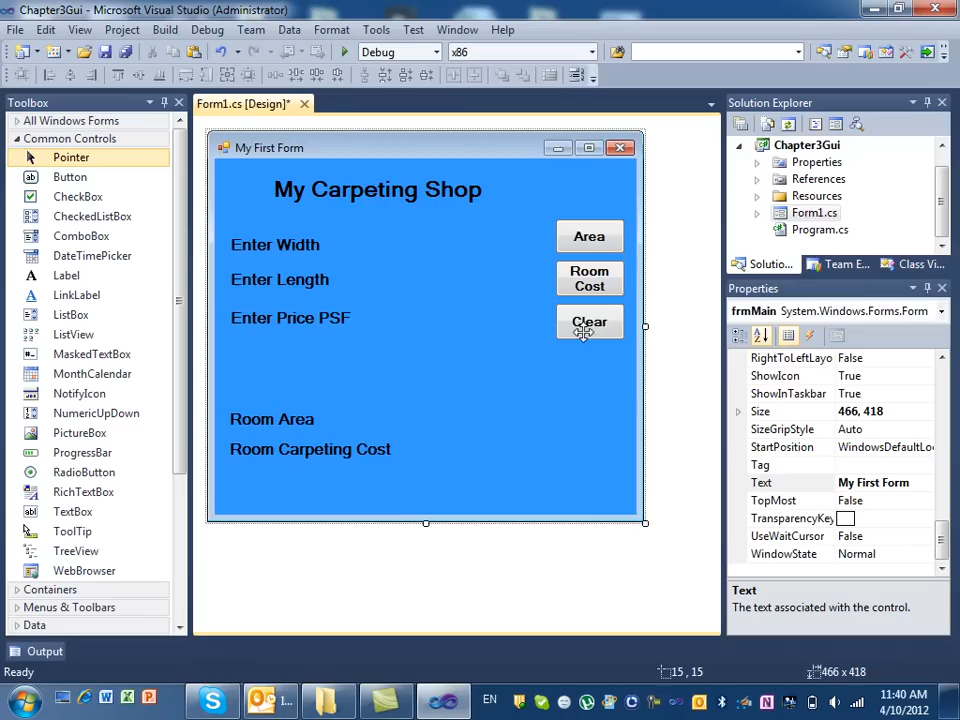 Chapter3Gui - Microsoft Visual Studio (Administrator)
File Edit View Project Build Debug Team Data Format Tools Test Window Help
Debug x86
Toolbox
All Windows Forms
Common Controls
Pointer
Button
CheckBox
CheckedListBox
ComboBox
DateTimePicker
Label
LinkLabel
ListBox
ListView
MaskedTextBox
MonthCalendar
NotifyIcon
NumericUpDown
PictureBox
ProgressBar
RadioButton
RichTextBox
TextBox
ToolTip
TreeView
WebBrowser
Containers
Menus & Toolbars
Data
Form1.cs [Design]*
My First Form
My Carpeting Shop
Enter Width
Enter Length
Enter Price PSF
Area
Room
Cost
Clear
Room Area
Room Carpeting Cost
Solution Explorer
Chapter3Gui
Properties
References
Resources
Form1.cs
Program.cs
Solutio... Team E... Class Vi...
Properties
frmMain System.Windows.Forms.Form
RightToLeftLayo False
ShowIcon True
ShowInTaskbar True
Size 466, 418
SizeGripStyle Auto
StartPosition WindowsDefaultLo
Tag
Text My First Form
TopMost False
TransparencyKey
UseWaitCursor False
WindowState Normal
Text
The text associated with the control.
Output
Ready 15 , 15 466 x 418
I... EN 11:40 AM
4/10/2012